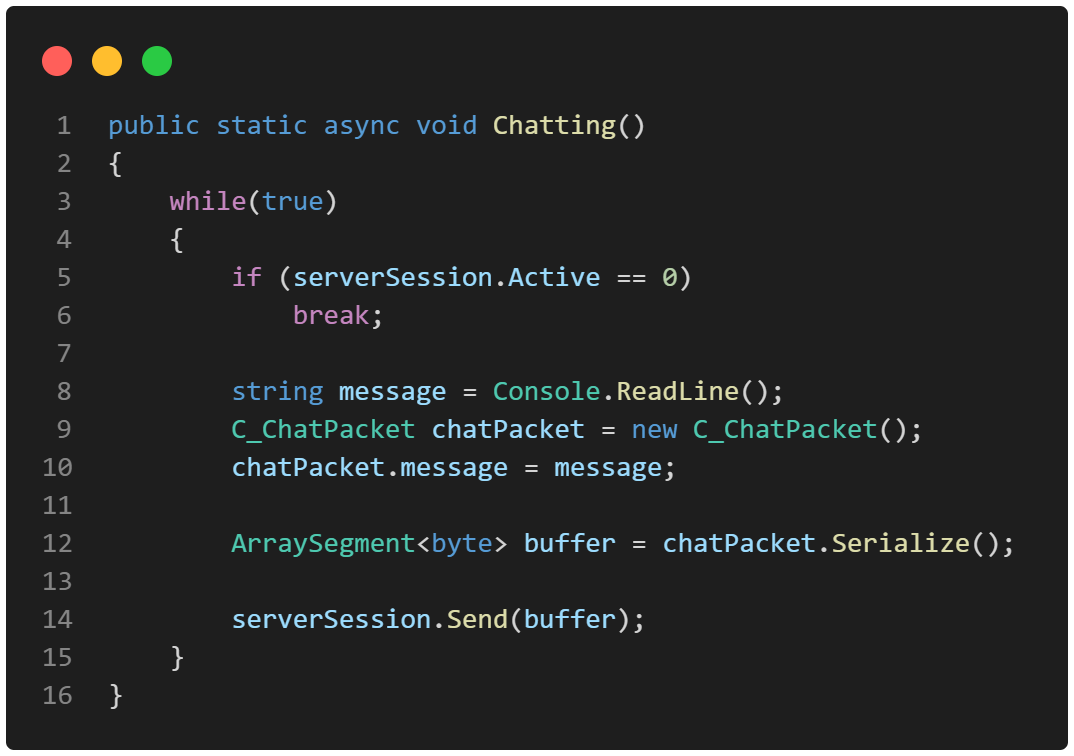 1 public static async void Chatting()
2 {
3     while(true)
4     {
5         if (serverSession.Active == 0)
6             break;
7
8         string message = Console.ReadLine();
9         C_ChatPacket chatPacket = new C_ChatPacket();
10         chatPacket.message = message;
11
12         ArraySegment<byte> buffer = chatPacket.Serialize();
13
14         serverSession.Send(buffer);
15     }
16 }